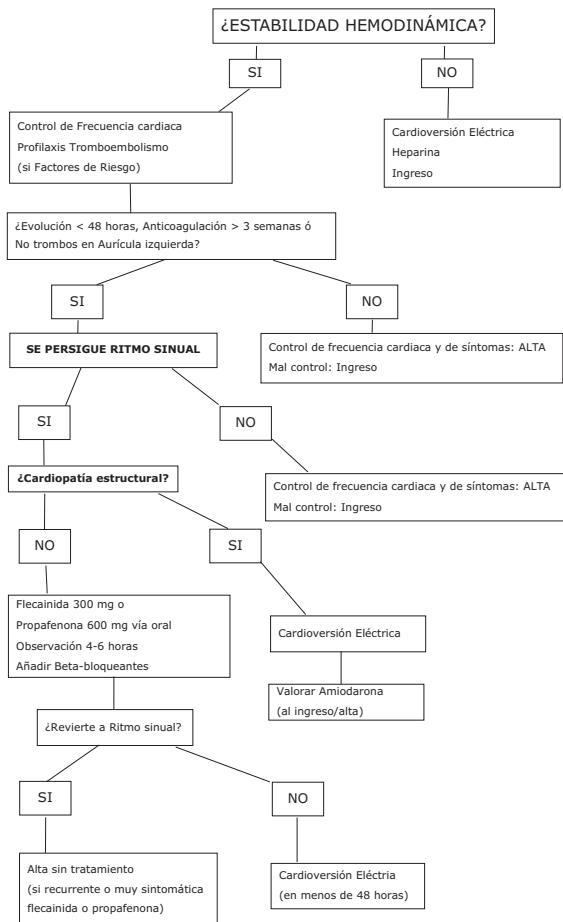 ¿ESTABILIDAD HEMODINÁMICA?
SI
NO
Control de Frecuencia cardiaca
Profilaxis Tromboembolismo
(si Factores de Riesgo)
Cardioversión Eléctrica
Heparina
Ingreso
¿Evolución < 48 horas, Anticoagulación > 3 semanas ó
No trombos en Aurícula izquierda?
SI
NO
SE PERSIGUE RITMO SINUAL
Control de frecuencia cardiaca y de síntomas: ALTA
Mal control: Ingreso
SI
NO
¿Cardiopatía estructural?
Control de frecuencia cardiaca y de síntomas: ALTA
Mal control: Ingreso
NO
SI
Flecainida 300 mg o
Propafenona 600 mg vía oral
Observación 4-6 horas
Añadir Beta-bloqueantes
Cardioversión Eléctrica
Valorar Amiodarona
(al ingreso/alta)
¿Revierte a Ritmo sinual?
SI
NO
Alta sin tratamiento
(si recurrente o muy sintomática
flecainida o propafenona)
Cardioversión Eléctria
(en menos de 48 horas)